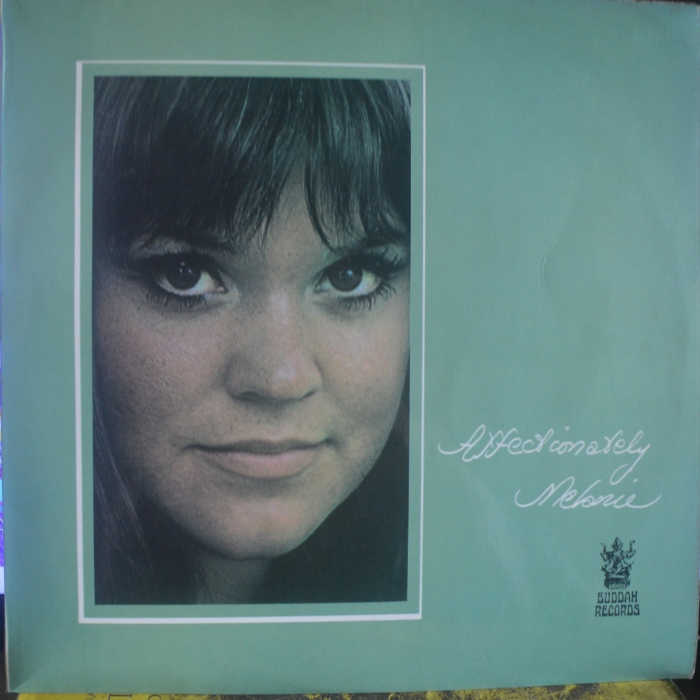 Affectionately
Melanie
BUDDAH
RECORDS